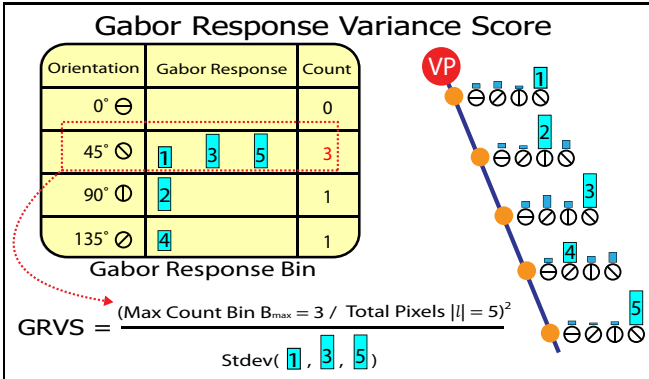 Gabor Response Variance Score
Orientation Gabor Response Count
0° 0
45° 1 3 5 3
90° 2 1
135° 4 1
Gabor Response Bin
VP
1
2
3
4
5
GRVS = (Max Count Bin Bmax = 3 / Total Pixels |l| = 5)²
Stdev( 1 , 3 , 5 )